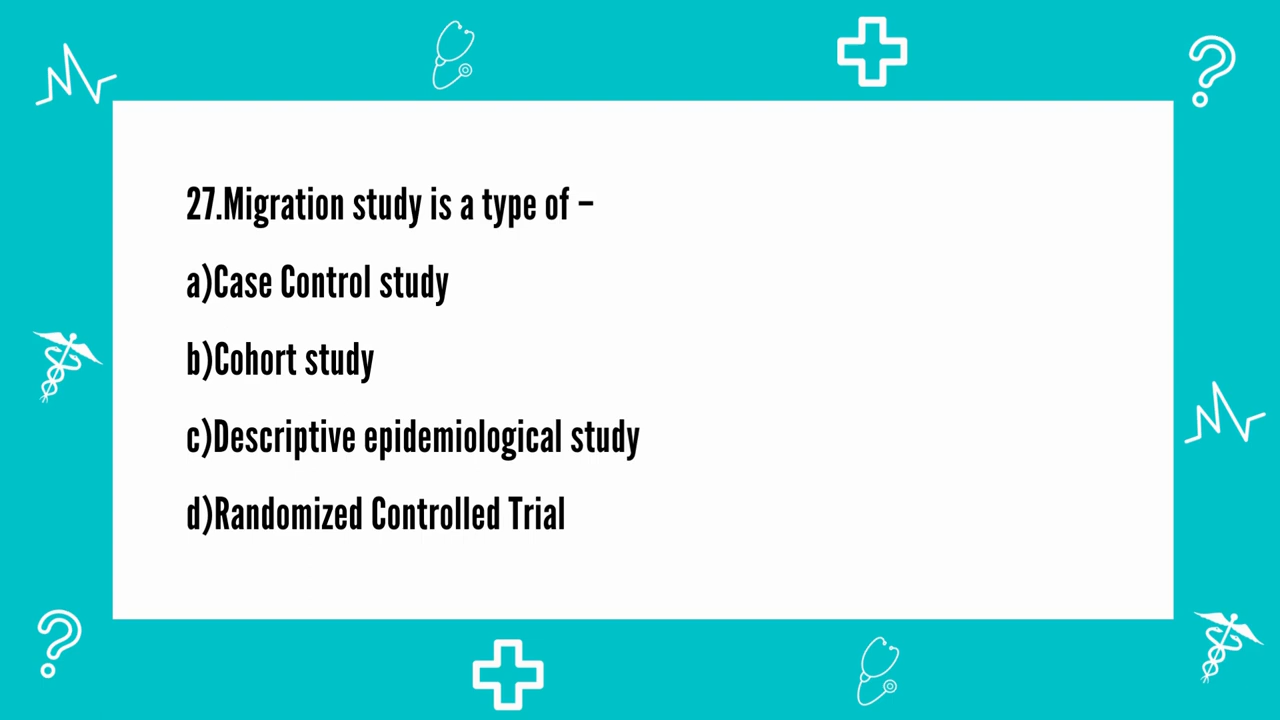 27.Migration study is a type of –
a)Case Control study
b)Cohort study
c)Descriptive epidemiological study
d)Randomized Controlled Trial